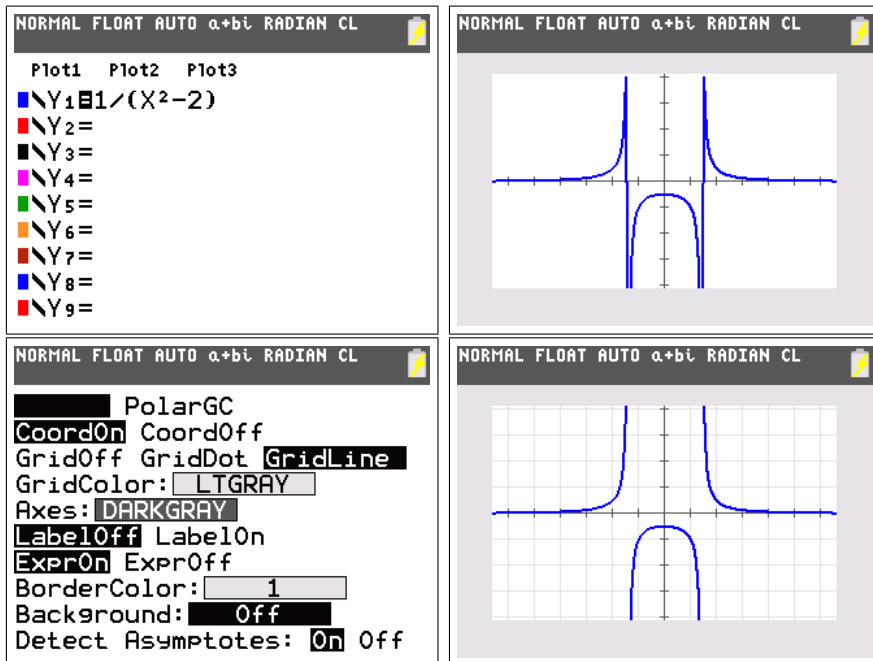 NORMAL FLOAT AUTO a+bi RADIAN CL
Plot1 Plot2 Plot3
\Y₁=1/(X²-2)
\Y₂=
\Y₃=
\Y₄=
\Y₅=
\Y₆=
\Y₇=
\Y₈=
\Y₉=
NORMAL FLOAT AUTO a+bi RADIAN CL
NORMAL FLOAT AUTO a+bi RADIAN CL
PolarGC
CoordOn CoordOff
GridOff GridDot GridLine
GridColor: LTGRAY
Axes: DARKGRAY
LabelOff LabelOn
ExprOn ExprOff
BorderColor: 1
Background: Off
Detect Asymptotes: On Off
NORMAL FLOAT AUTO a+bi RADIAN CL